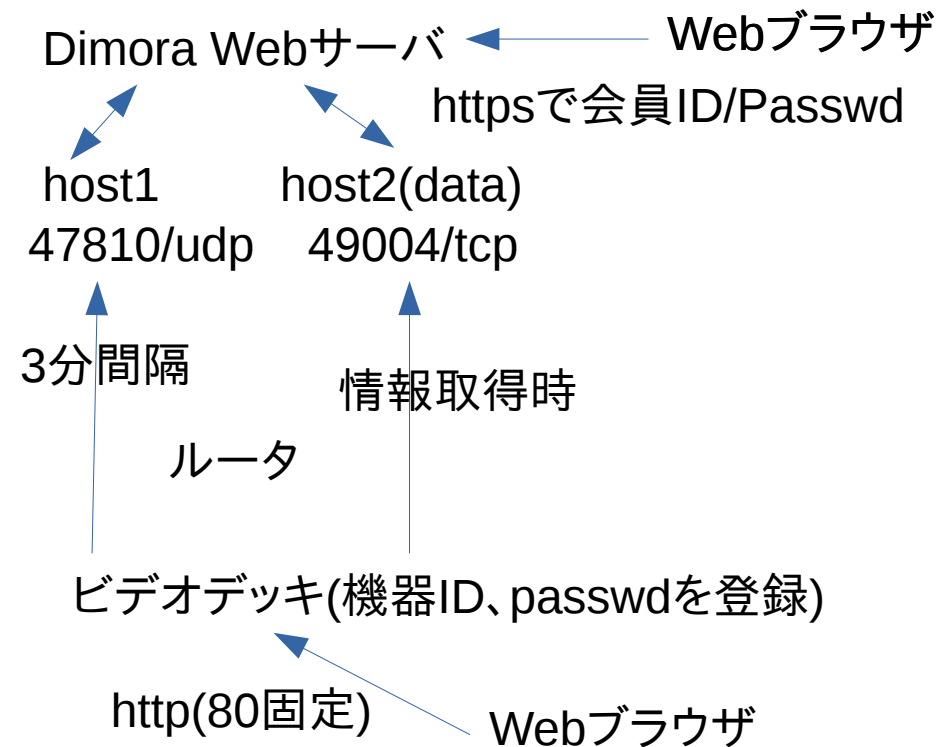 Dimora Webサーバ
Webブラウザ
httpsで会員ID/Passwd
host1
host2(data)
47810/udp
49004/tcp
3分間隔
情報取得時
ルータ
ビデオデッキ(機器ID、passwdを登録)
http(80固定)
Webブラウザ